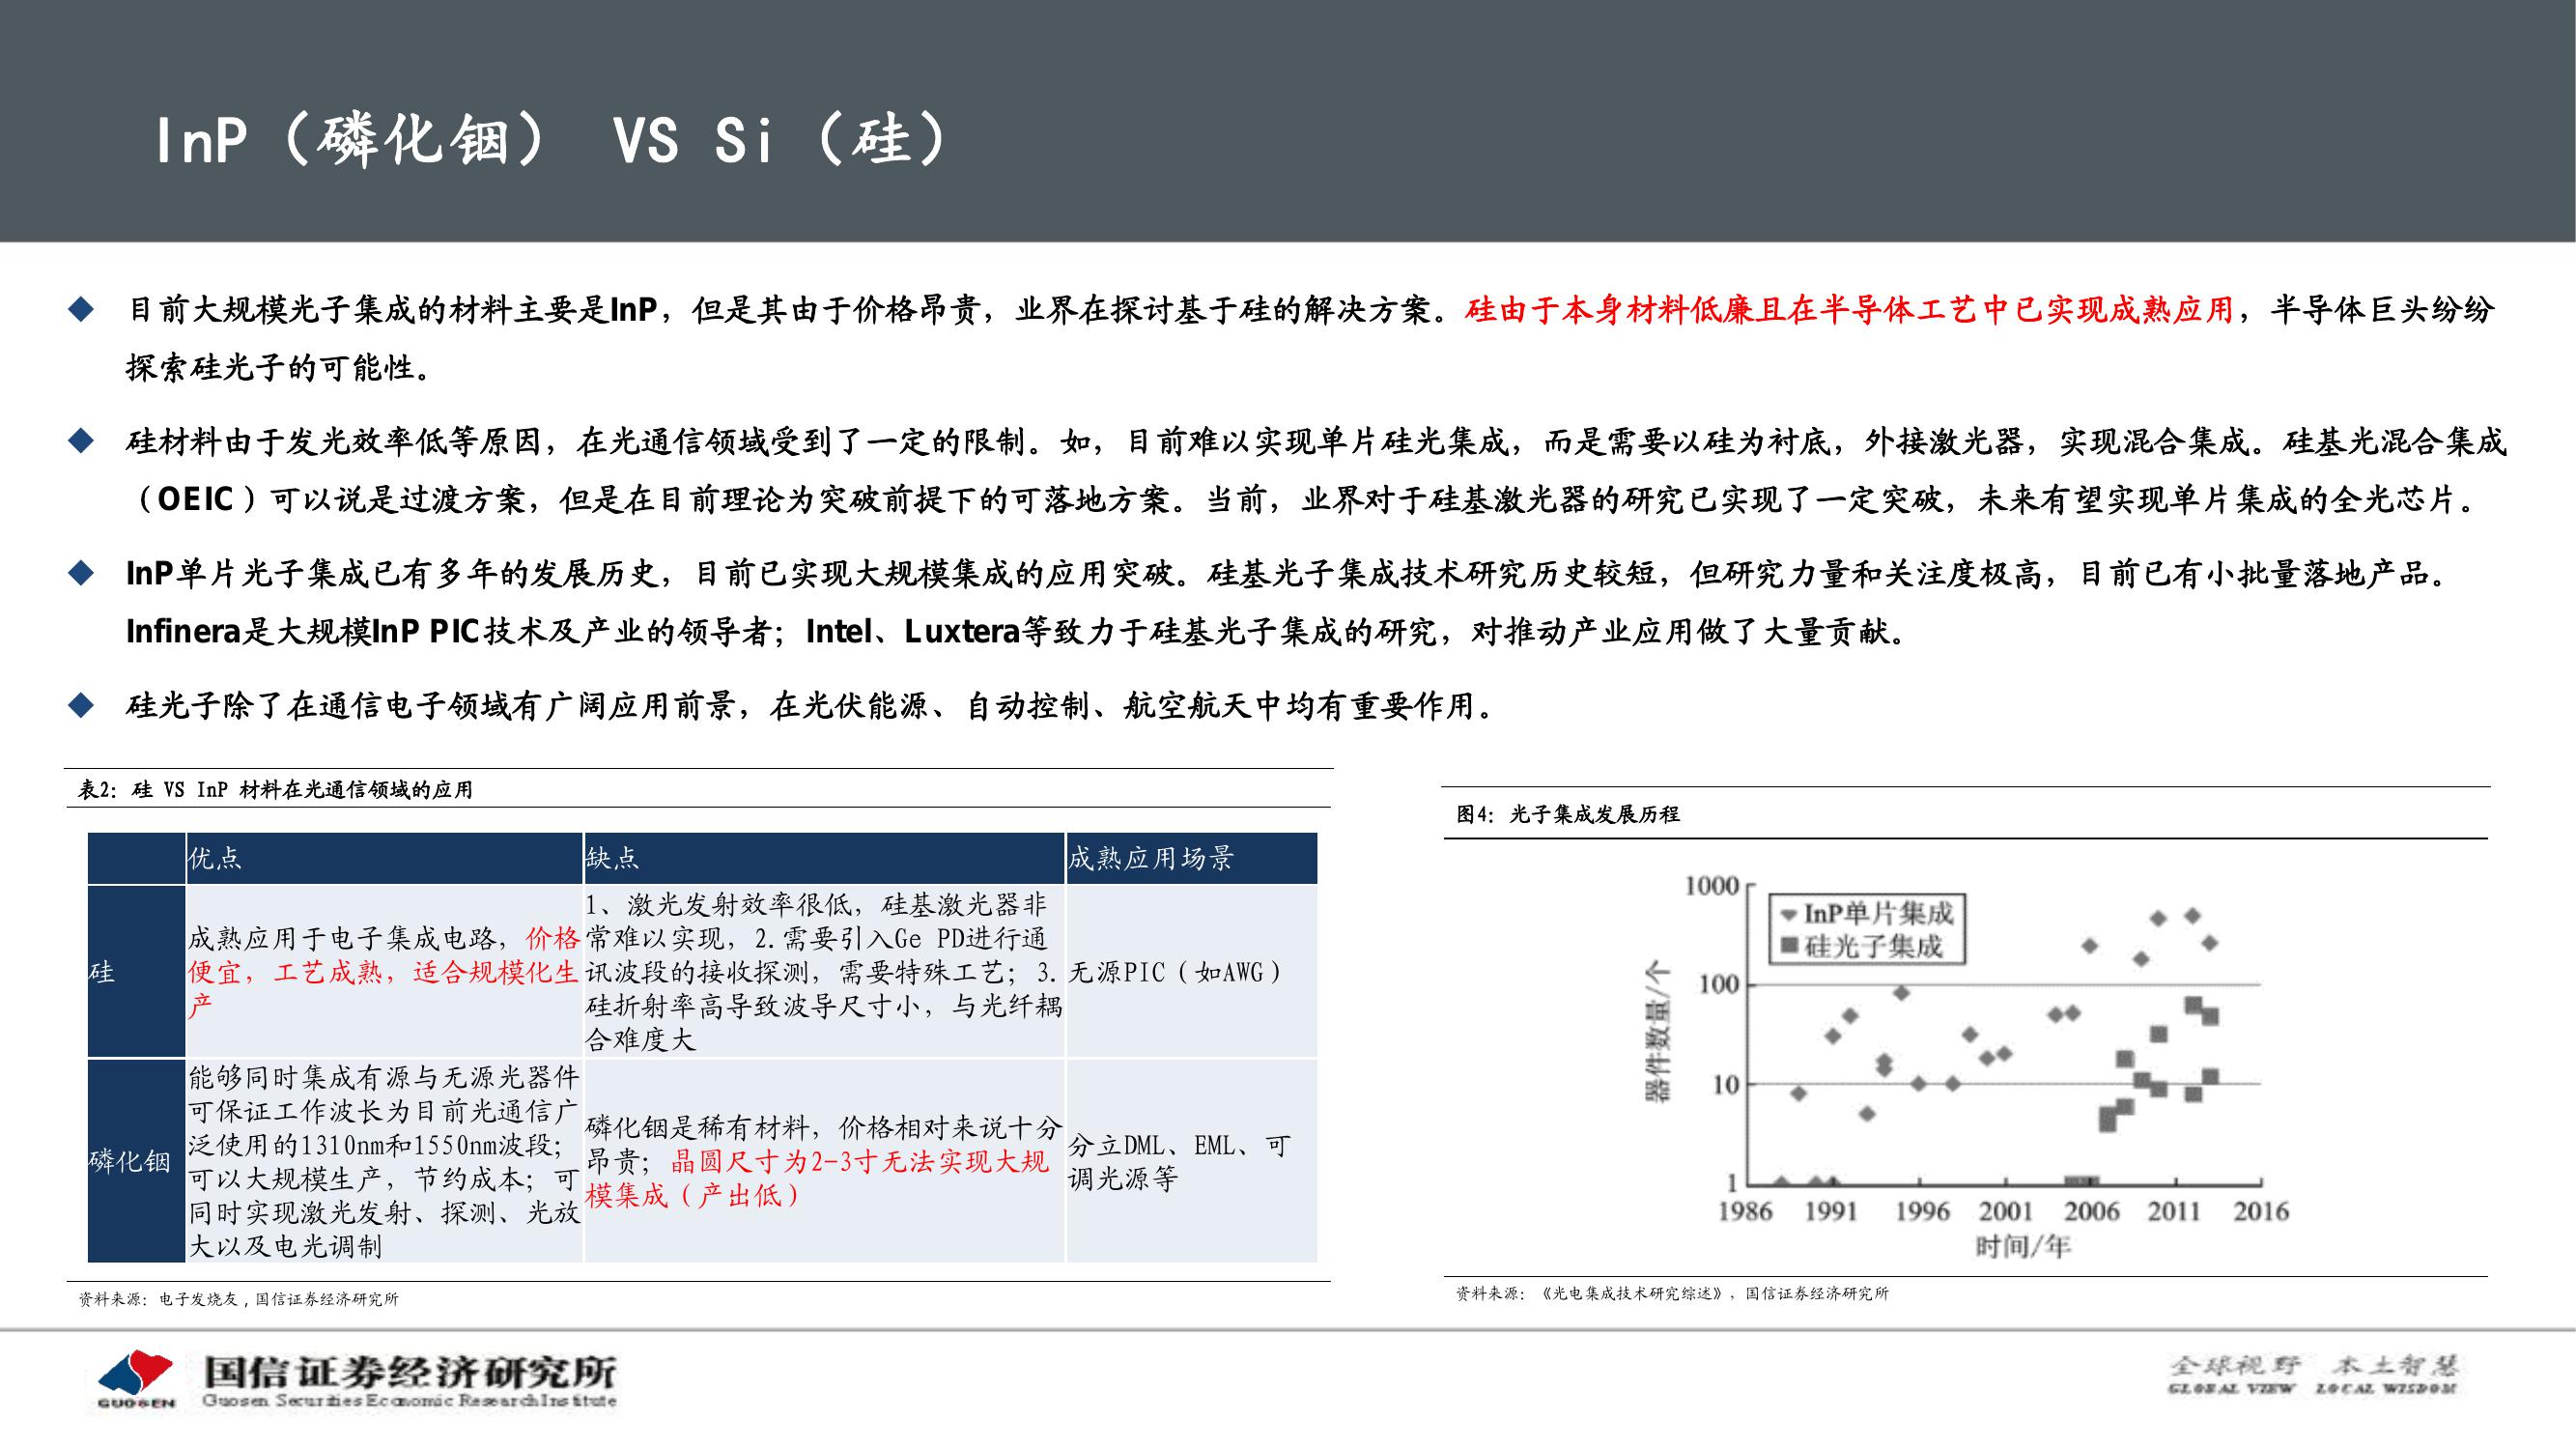 InP（磷化铟） VS Si（硅）
目前大规模光子集成的材料主要是InP，但是其由于价格昂贵，业界在探讨基于硅的解决方案。硅由于本身材料低廉且在半导体工艺中已实现成熟应用，半导体巨头纷纷
探索硅光子的可能性。
硅材料由于发光效率低等原因，在光通信领域受到了一定的限制。如，目前难以实现单片硅光集成，而是需要以硅为衬底，外接激光器，实现混合集成。硅基光混合集成
（OEIC）可以说是过渡方案，但是在目前理论为突破前提下的可落地方案。当前，业界对于硅基激光器的研究已实现了一定突破，未来有望实现单片集成的全光芯片。
InP单片光子集成已有多年的发展历史，目前已实现大规模集成的应用突破。硅基光子集成技术研究历史较短，但研究力量和关注度极高，目前已有小批量落地产品。
Infinera是大规模InP PIC技术及产业的领导者；Intel、Luxtera等致力于硅基光子集成的研究，对推动产业应用做了大量贡献。
硅光子除了在通信电子领域有广阔应用前景，在光伏能源、自动控制、航空航天中均有重要作用。
表2：硅 VS InP 材料在光通信领域的应用
优点
缺点
成熟应用场景
硅
成熟应用于电子集成电路，价格
便宜，工艺成熟，适合规模化生
产
1、激光发射效率很低，硅基激光器非
常难以实现，2.需要引入Ge PD进行通
讯波段的接收探测，需要特殊工艺；3.
硅折射率高导致波导尺寸小，与光纤耦
合难度大
无源PIC（如AWG）
磷化铟
能够同时集成有源与无源光器件
可保证工作波长为目前光通信广
泛使用的1310nm和1550nm波段；
可以大规模生产，节约成本；可
同时实现激光发射、探测、光放
大以及电光调制
磷化铟是稀有材料，价格相对来说十分
昂贵；晶圆尺寸为2-3寸无法实现大规
模集成（产出低）
分立DML、EML、可
调光源等
资料来源：电子发烧友，国信证券经济研究所
图4：光子集成发展历程
InP单片集成
硅光子集成
器件数量/个
1000
100
10
1
1986 1991 1996 2001 2006 2011 2016
时间/年
资料来源：《光电集成技术研究综述》，国信证券经济研究所
GUOSEN
国信证券经济研究所
Guosen Securities Economic Research Institute
全球视野 本土智慧
GLOBAL VIEW LOCAL WISDOM